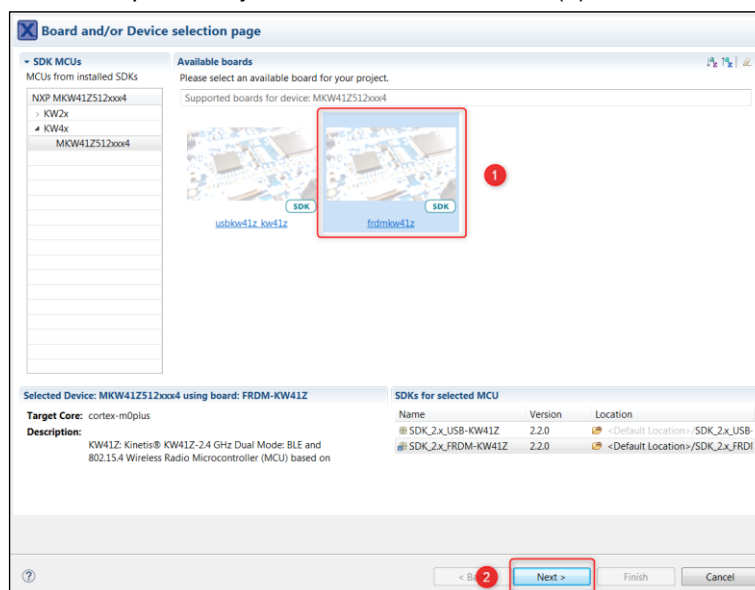 Board and/or Device selection page
SDK MCUs
MCUs from installed SDKs
NXP MKW41Z512xxx4
KW2x
KW4x
MKW41Z512xxx4
Available boards
Please select an available board for your project.
Supported boards for device: MKW41Z512xxx4
SDK
SDK
usbkw41z_kw41z
frdmkw41z
1
Selected Device: MKW41Z512xxx4 using board: FRDM-KW41Z
Target Core: cortex-m0plus
Description:
KW41Z: Kinetis® KW41Z-2.4 GHz Dual Mode: BLE and
802.15.4 Wireless Radio Microcontroller (MCU) based on
SDKs for selected MCU
Name Version Location
SDK_2.x_USB-KW41Z 2.2.0 <Default Location>/SDK_2.x_USB-
SDK_2.x_FRDM-KW41Z 2.2.0 <Default Location>/SDK_2.x_FRDI
2
Next > Finish Cancel